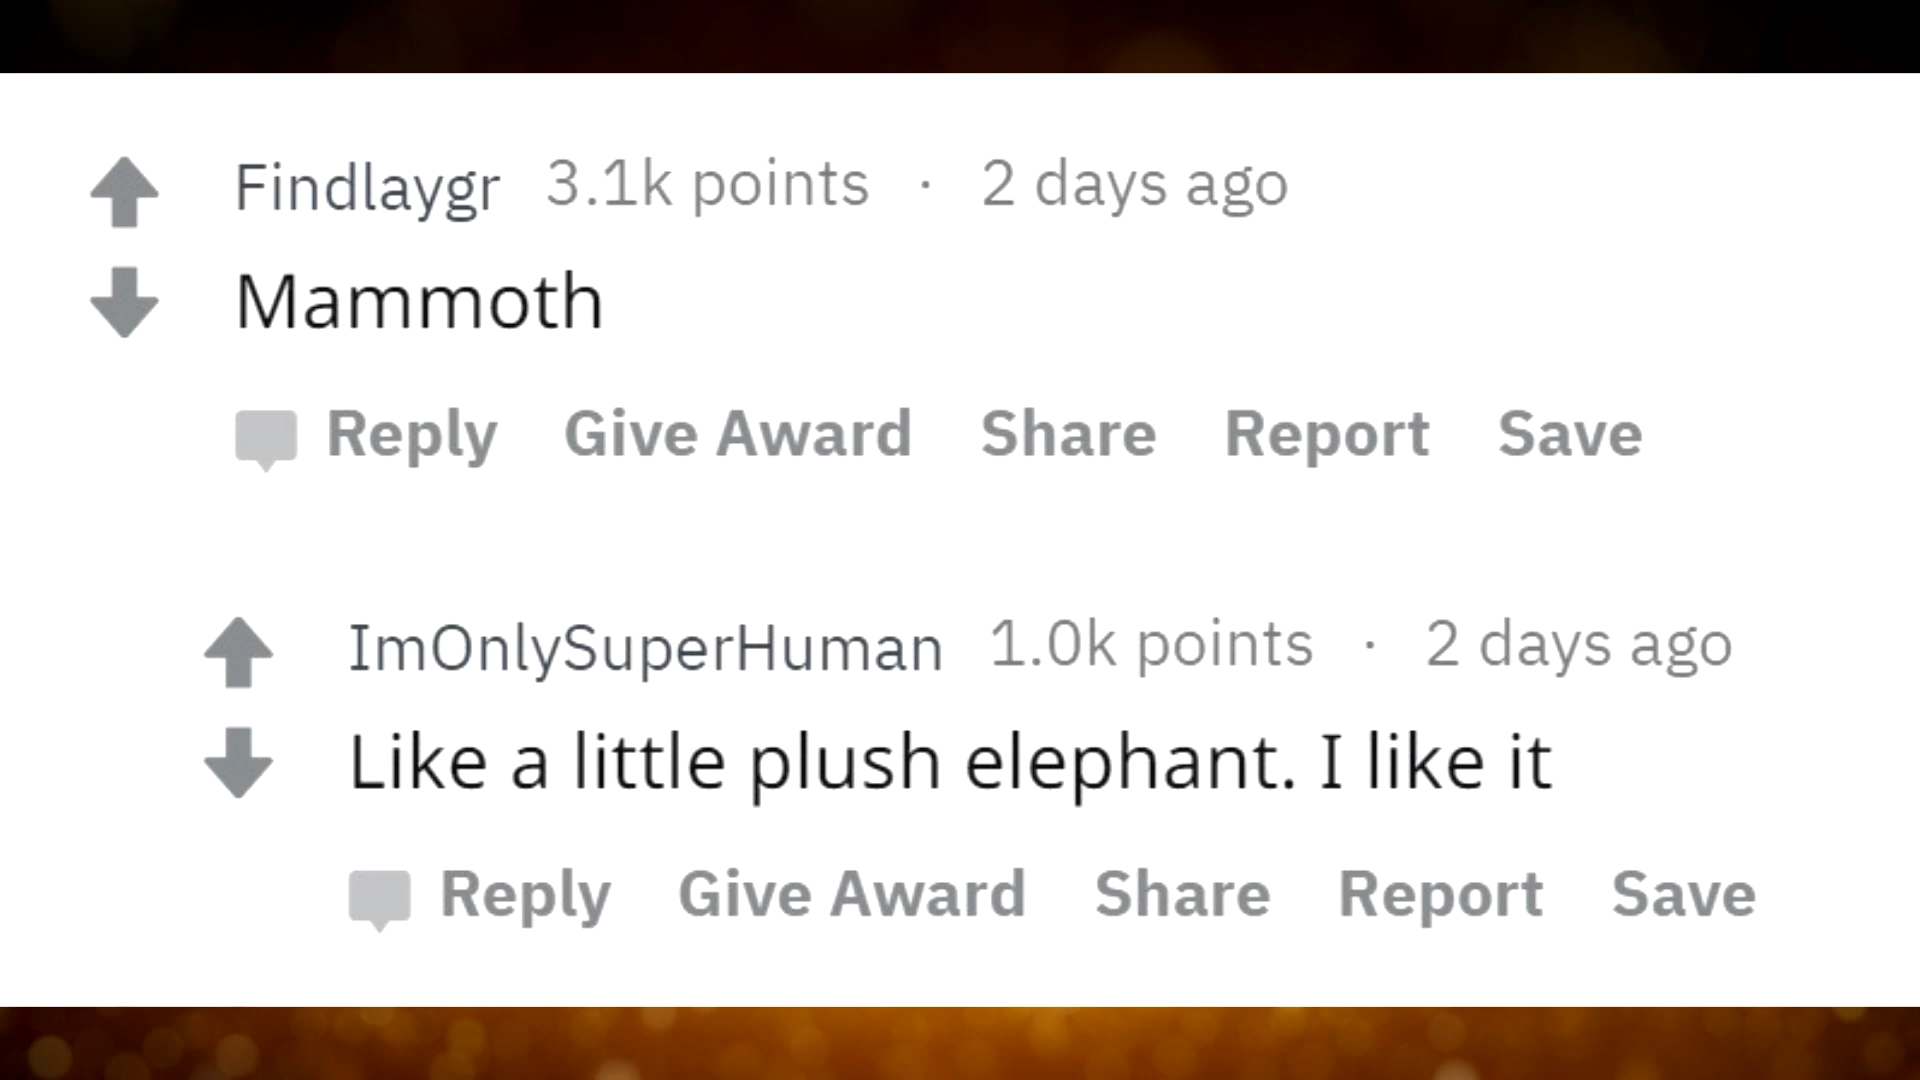 Findlaygr 3.1k points · 2 days ago
Mammoth
Reply Give Award Share Report Save
ImOnlySuperHuman 1.0k points · 2 days ago
Like a little plush elephant. I like it
Reply Give Award Share Report Save